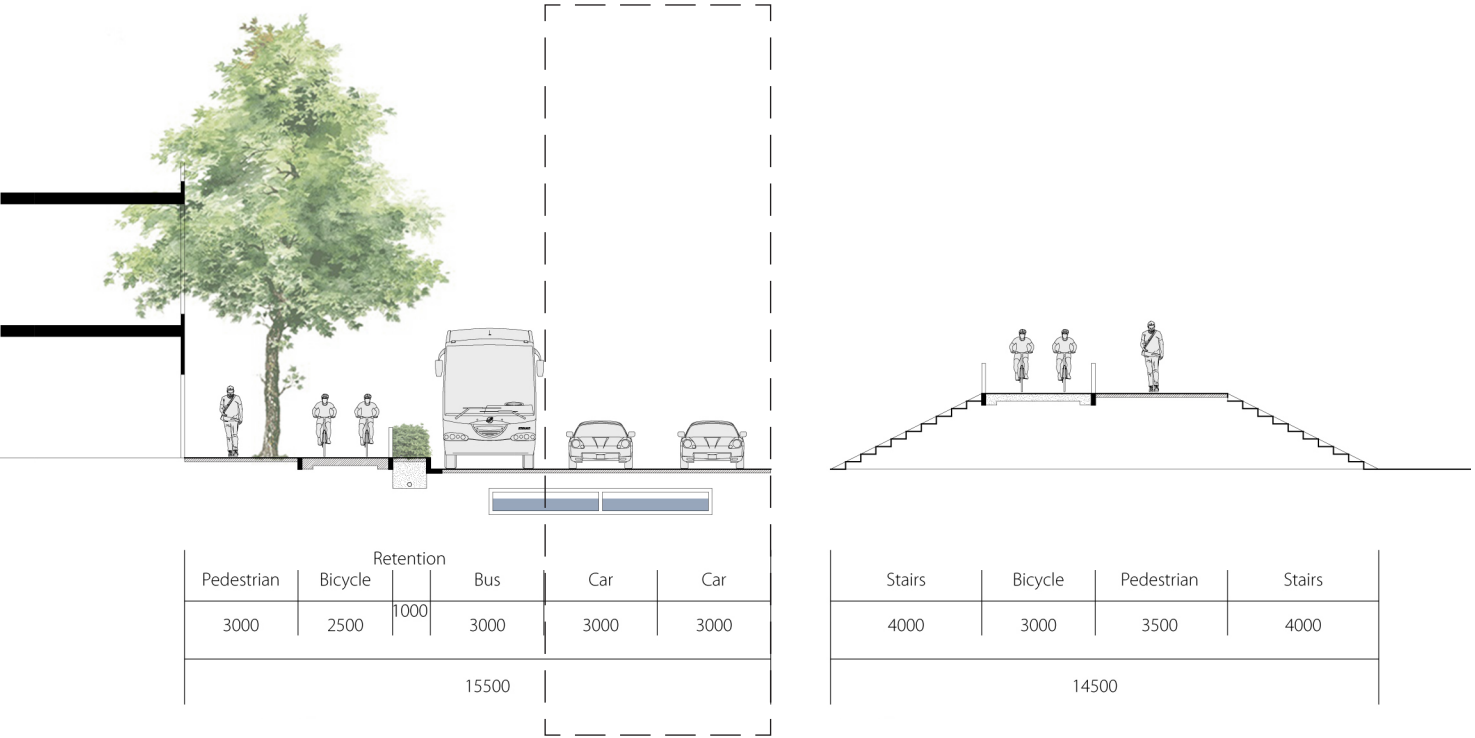 Retention
Pedestrian Bicycle Bus Car Car
1000
3000 2500 3000 3000 3000
15500
Stairs Bicycle Pedestrian Stairs
4000 3000 3500 4000
14500